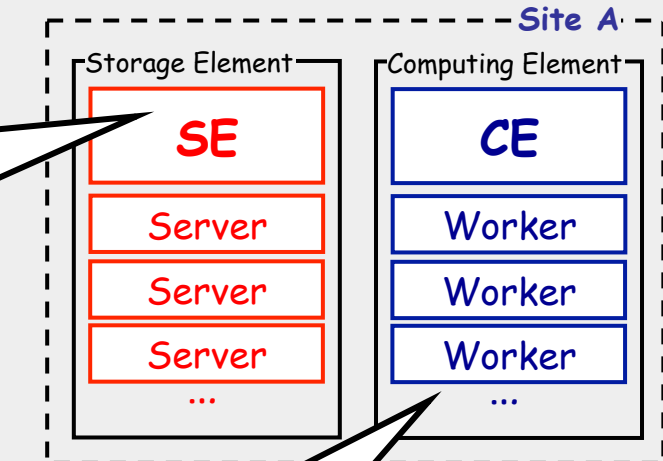 Site A
Storage Element
SE
Server
Server
Server
...
Computing Element
CE
Worker
Worker
Worker
...